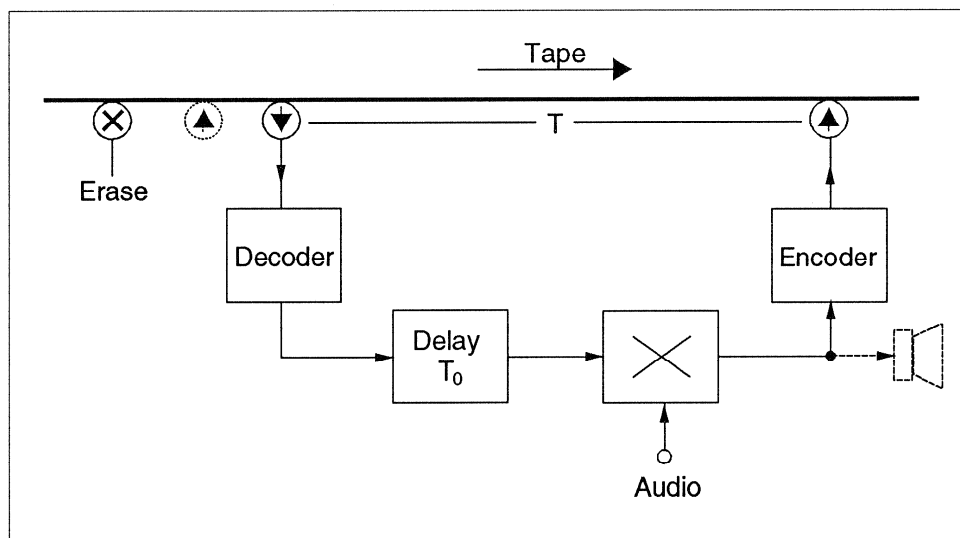 Tape
T
Erase
Decoder
Encoder
Delay
T₀
Audio